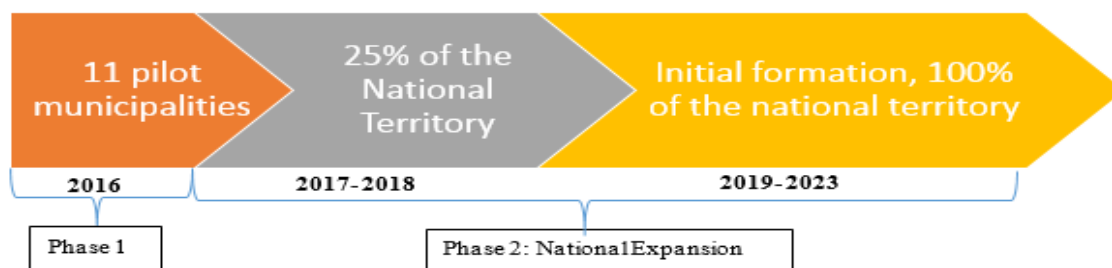 11 pilot
municipalities
25% of the
National
Territory
Initial formation, 100%
of the national territory
2016
2017-2018
2019-2023
Phase 1
Phase 2: National Expansion